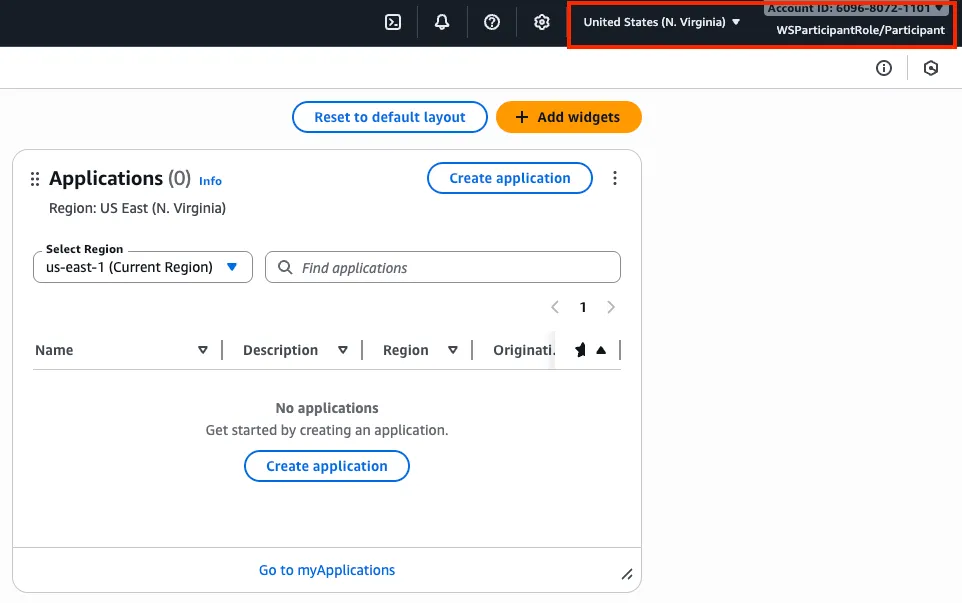 United States (N. Virginia)
Account ID: 6096-8072-1101
WSParticipantRole/Participant
Reset to default layout
+ Add widgets
Applications (0) Info
Create application
Region: US East (N. Virginia)
Select Region
us-east-1 (Current Region)
Find applications
1
Name Description Region Originati.
No applications
Get started by creating an application.
Create application
Go to myApplications